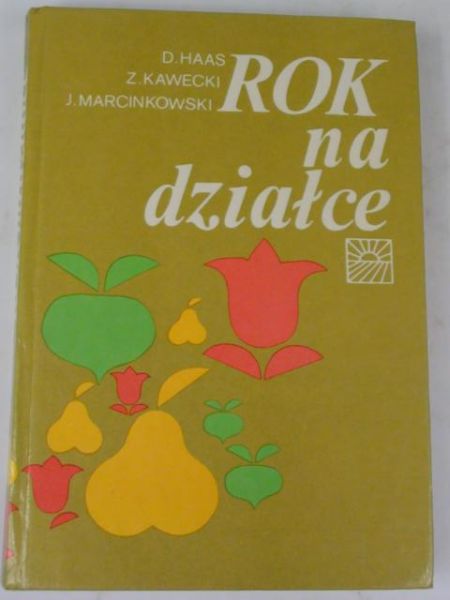 D. HAAS
Z. KAWECKI
J. MARCINKOWSKI
ROK
na
działce